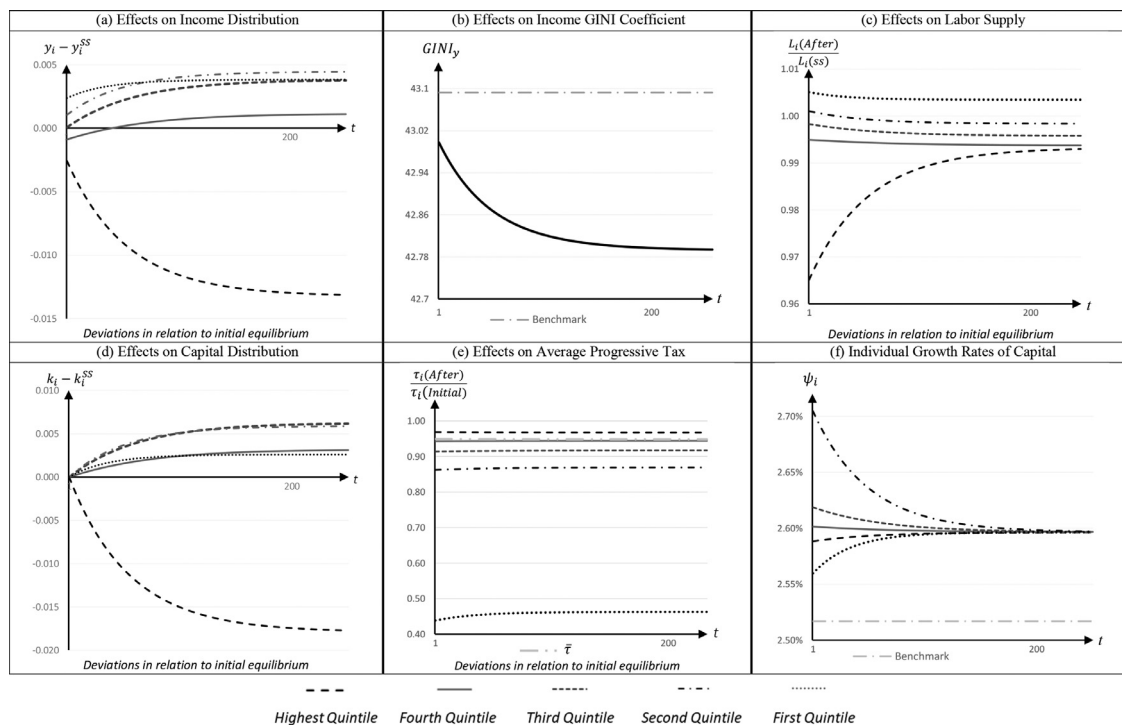 (a) Effects on Income Distribution
y_i − y_i^SS
0.005
0.000
-0.005
-0.010
-0.015
200
t
Deviations in relation to initial equilibrium
(b) Effects on Income GINI Coefficient
GINI_y
43.1
43.02
42.94
42.86
42.78
42.7
1
200
t
Benchmark
(c) Effects on Labor Supply
L_i(After)
L_i(ss)
1.01
1.00
0.99
0.98
0.97
0.96
1
200
t
Deviations in relation to initial equilibrium
(d) Effects on Capital Distribution
k_i − k_i^SS
0.010
0.005
0.000
-0.005
-0.010
-0.015
-0.020
200
t
Deviations in relation to initial equilibrium
(e) Effects on Average Progressive Tax
τ_i(After)
τ_i(Initial)
1.00
0.90
0.80
0.70
0.60
0.50
0.40
1
200
t
τ̄
Deviations in relation to initial equilibrium
(f) Individual Growth Rates of Capital
ψ_i
2.70%
2.65%
2.60%
2.55%
2.50%
1
200
t
Benchmark
Highest Quintile Fourth Quintile Third Quintile Second Quintile First Quintile